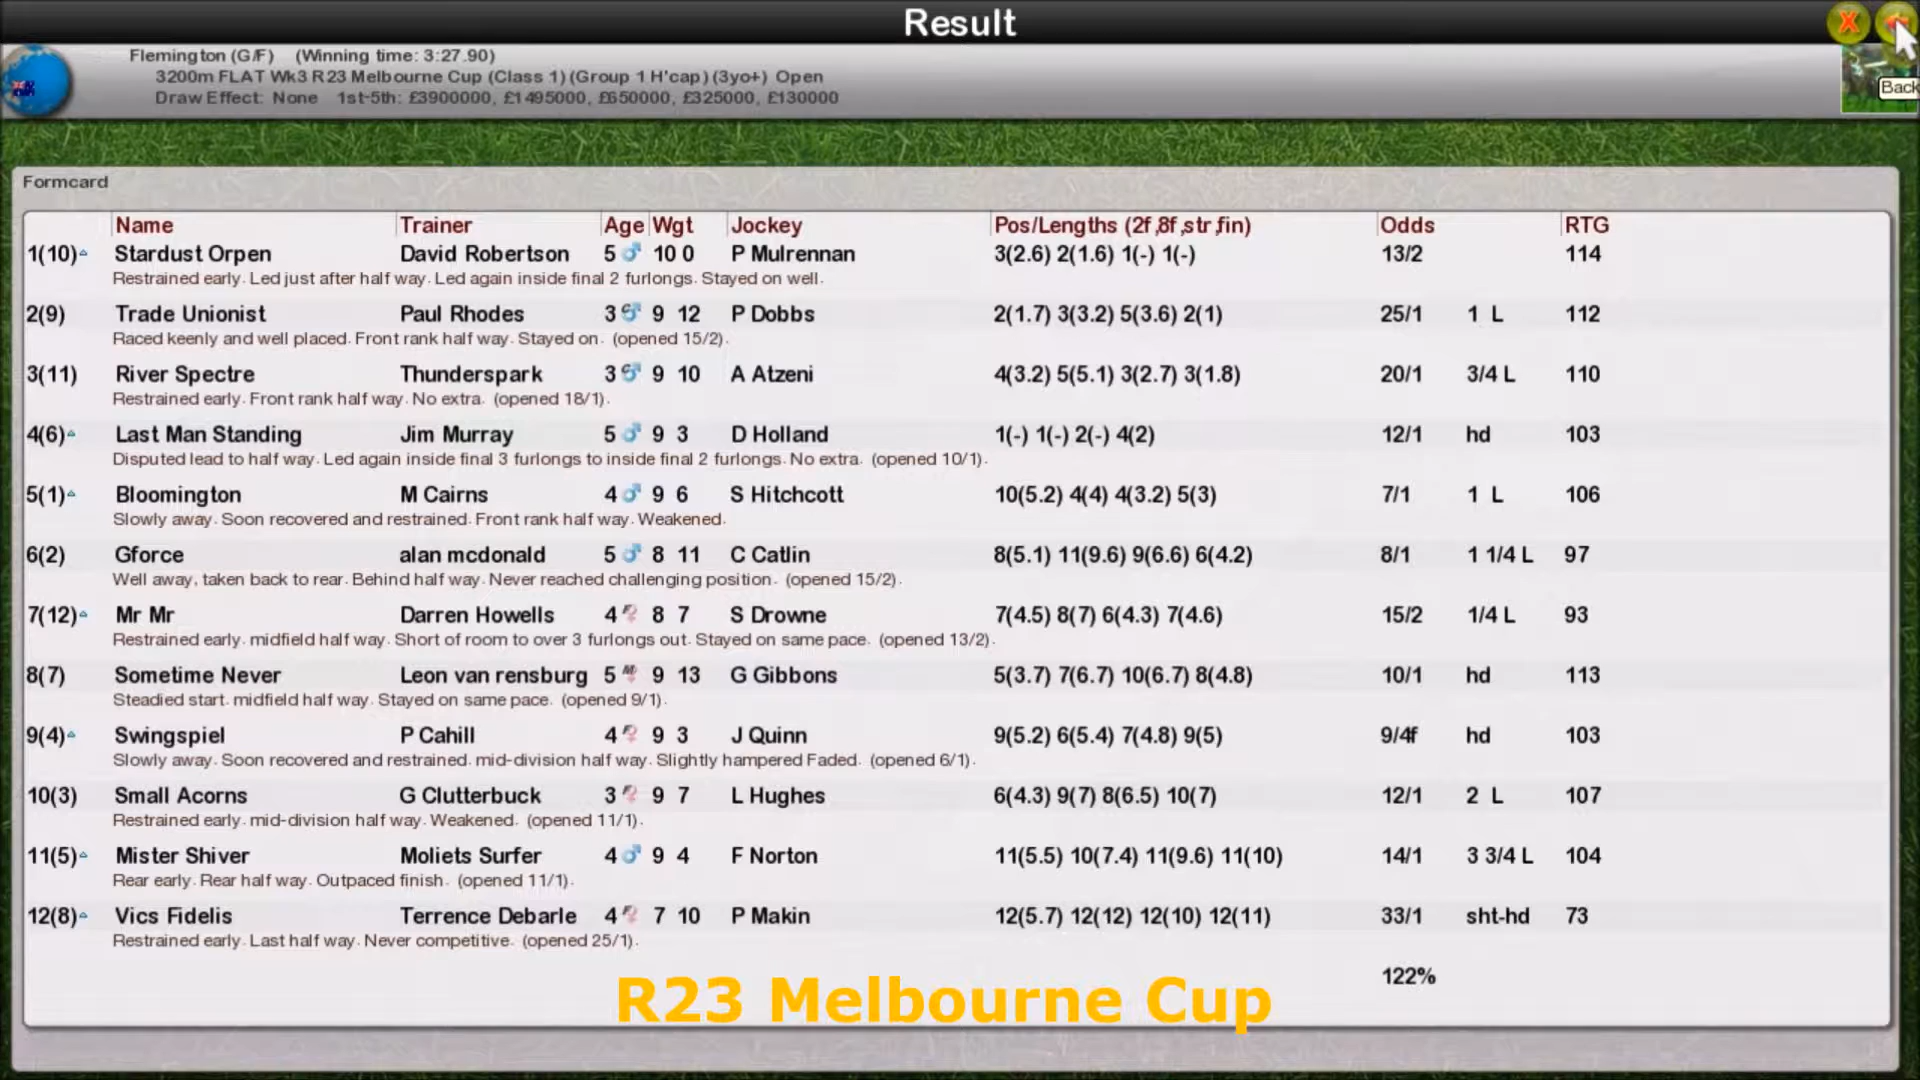 Result
Flemington (G/F) (Winning time: 3:27.90)
3200m FLAT Wk3 R23 Melbourne Cup (Class 1) (Group 1 H'cap) (3yo+) Open
Draw Effect: None 1st-5th: £3900000, £1495000, £650000, £325000, £130000
Back
Formcard
Name Trainer Age Wgt Jockey Pos/Lengths (2f,8f,str,fin) Odds RTG
1(10) Stardust Orpen David Robertson 5 10 0 P Mulrennan 3(2.6) 2(1.6) 1(-) 1(-) 13/2 114
Restrained early. Led just after half way. Led again inside final 2 furlongs. Stayed on well.
2(9) Trade Unionist Paul Rhodes 3 9 12 P Dobbs 2(1.7) 3(3.2) 5(3.6) 2(1) 25/1 1 L 112
Raced keenly and well placed. Front rank half way. Stayed on. (opened 15/2).
3(11) River Spectre Thunderspark 3 9 10 A Atzeni 4(3.2) 5(5.1) 3(2.7) 3(1.8) 20/1 3/4 L 110
Restrained early. Front rank half way. No extra. (opened 18/1).
4(6) Last Man Standing Jim Murray 5 9 3 D Holland 1(-) 1(-) 2(-) 4(2) 12/1 hd 103
Disputed lead to half way. Led again inside final 3 furlongs to inside final 2 furlongs. No extra. (opened 10/1).
5(1) Bloomington M Cairns 4 9 6 S Hitchcott 10(5.2) 4(4) 4(3.2) 5(3) 7/1 1 L 106
Slowly away. Soon recovered and restrained. Front rank half way. Weakened.
6(2) Gforce alan mcdonald 5 8 11 C Catlin 8(5.1) 11(9.6) 9(6.6) 6(4.2) 8/1 1 1/4 L 97
Well away, taken back to rear. Behind half way. Never reached challenging position. (opened 15/2).
7(12) Mr Mr Darren Howells 4 8 7 S Drowne 7(4.5) 8(7) 6(4.3) 7(4.6) 15/2 1/4 L 93
Restrained early. midfield half way. Short of room to over 3 furlongs out. Stayed on same pace. (opened 13/2).
8(7) Sometime Never Leon van rensburg 5 9 13 G Gibbons 5(3.7) 7(6.7) 10(6.7) 8(4.8) 10/1 hd 113
Steadied start. midfield half way. Stayed on same pace. (opened 9/1).
9(4) Swingspiel P Cahill 4 9 3 J Quinn 9(5.2) 6(5.4) 7(4.8) 9(5) 9/4f hd 103
Slowly away. Soon recovered and restrained. mid-division half way. Slightly hampered Faded. (opened 6/1).
10(3) Small Acorns G Clutterbuck 3 9 7 L Hughes 6(4.3) 9(7) 8(6.5) 10(7) 12/1 2 L 107
Restrained early. mid-division half way. Weakened. (opened 11/1).
11(5) Mister Shiver Moliets Surfer 4 9 4 F Norton 11(5.5) 10(7.4) 11(9.6) 11(10) 14/1 3 3/4 L 104
Rear early. Rear half way. Outpaced finish. (opened 11/1).
12(8) Vics Fidelis Terrence Debarle 4 7 10 P Makin 12(5.7) 12(12) 12(10) 12(11) 33/1 sht-hd 73
Restrained early. Last half way. Never competitive. (opened 25/1).
122%
R23 Melbourne Cup